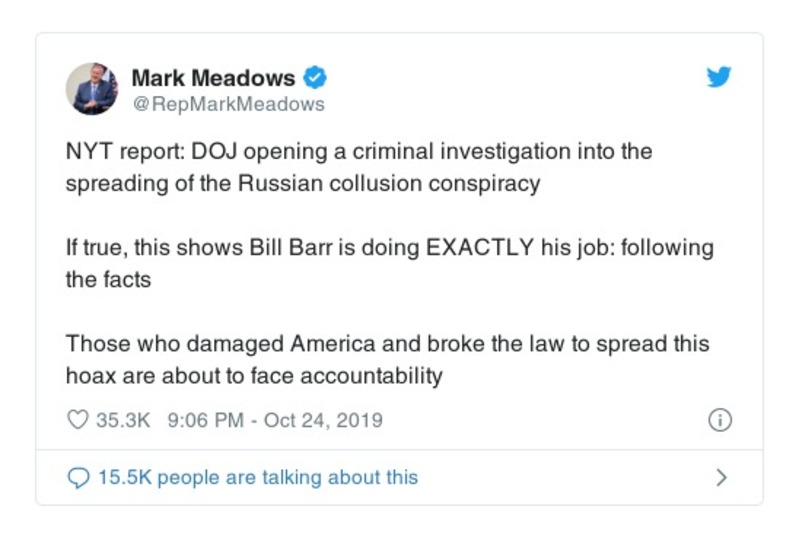 Mark Meadows
@RepMarkMeadows
NYT report: DOJ opening a criminal investigation into the
spreading of the Russian collusion conspiracy
If true, this shows Bill Barr is doing EXACTLY his job: following
the facts
Those who damaged America and broke the law to spread this
hoax are about to face accountability
35.3K 9:06 PM - Oct 24, 2019
15.5K people are talking about this